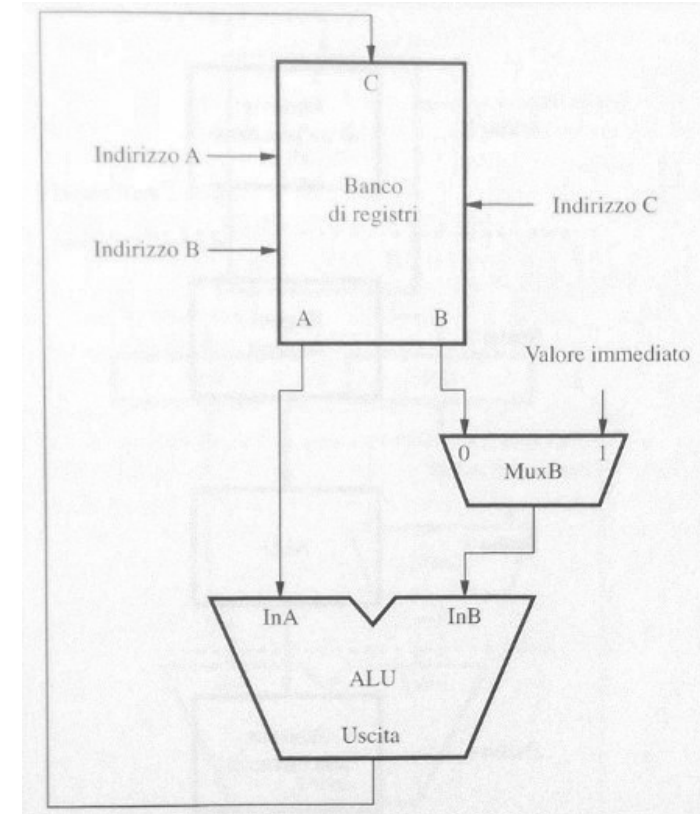 C
Indirizzo A
Banco
di registri
Indirizzo C
Indirizzo B
A
B
Valore immediato
0
1
MuxB
InA
InB
ALU
Uscita